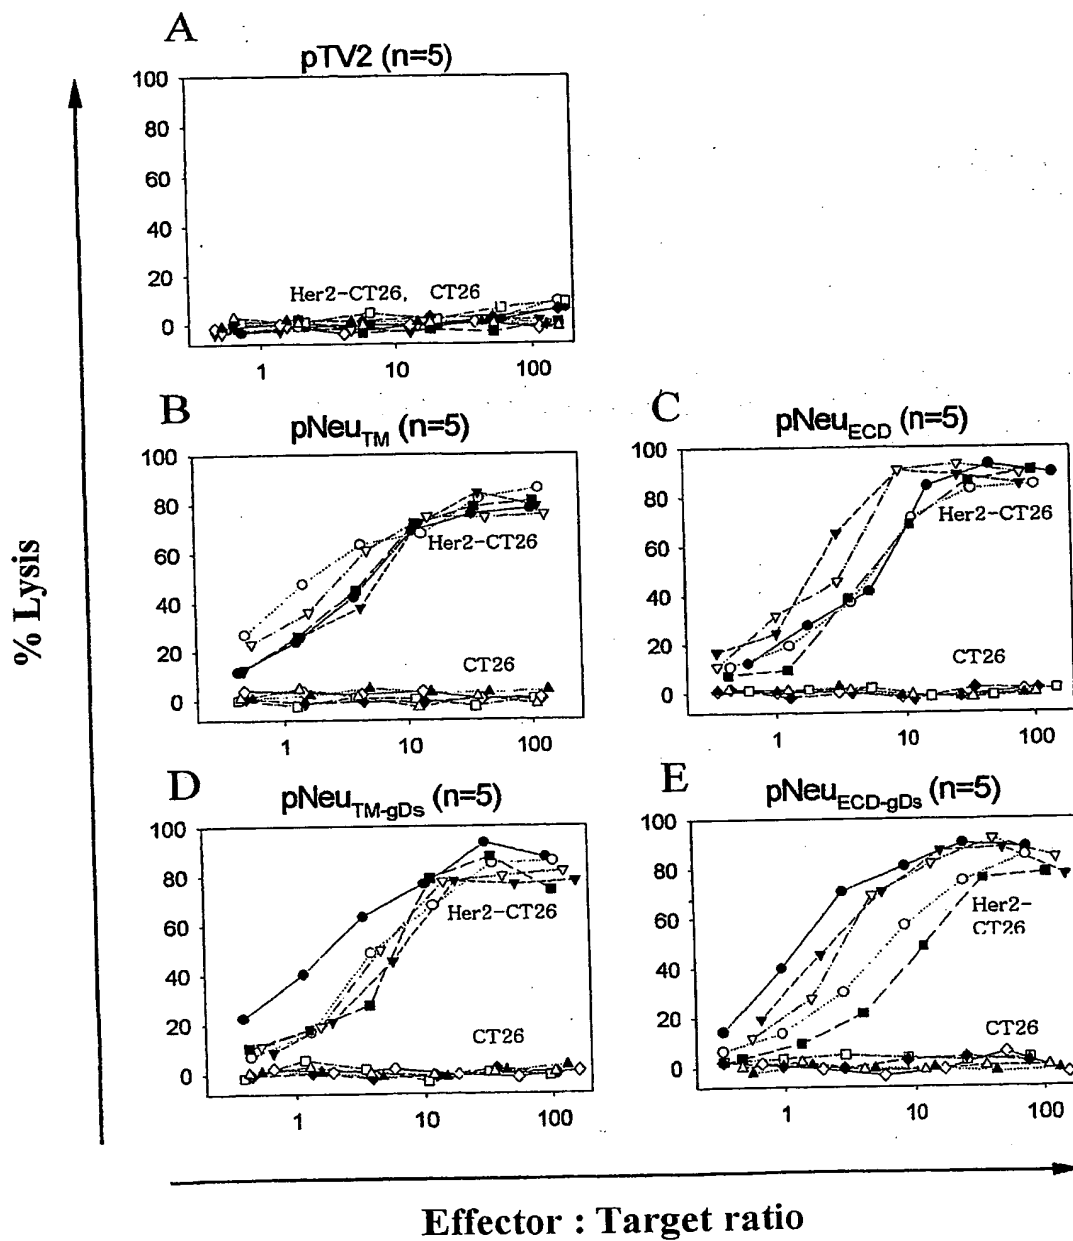 A
pTV2 (n=5)
100
80
60
40
20
0
Her2-CT26, CT26
1 10 100
B
pNeuTM (n=5)
100
80
60
40
20
0
Her2-CT26
CT26
1 10 100
C
pNeuECD (n=5)
100
80
60
40
20
0
Her2-CT26
CT26
1 10 100
D
pNeuTM-gDs (n=5)
100
80
60
40
20
0
Her2-CT26
CT26
1 10 100
E
pNeuECD-gDs (n=5)
100
80
60
40
20
0
Her2-
CT26
CT26
1 10 100
% Lysis
Effector : Target ratio